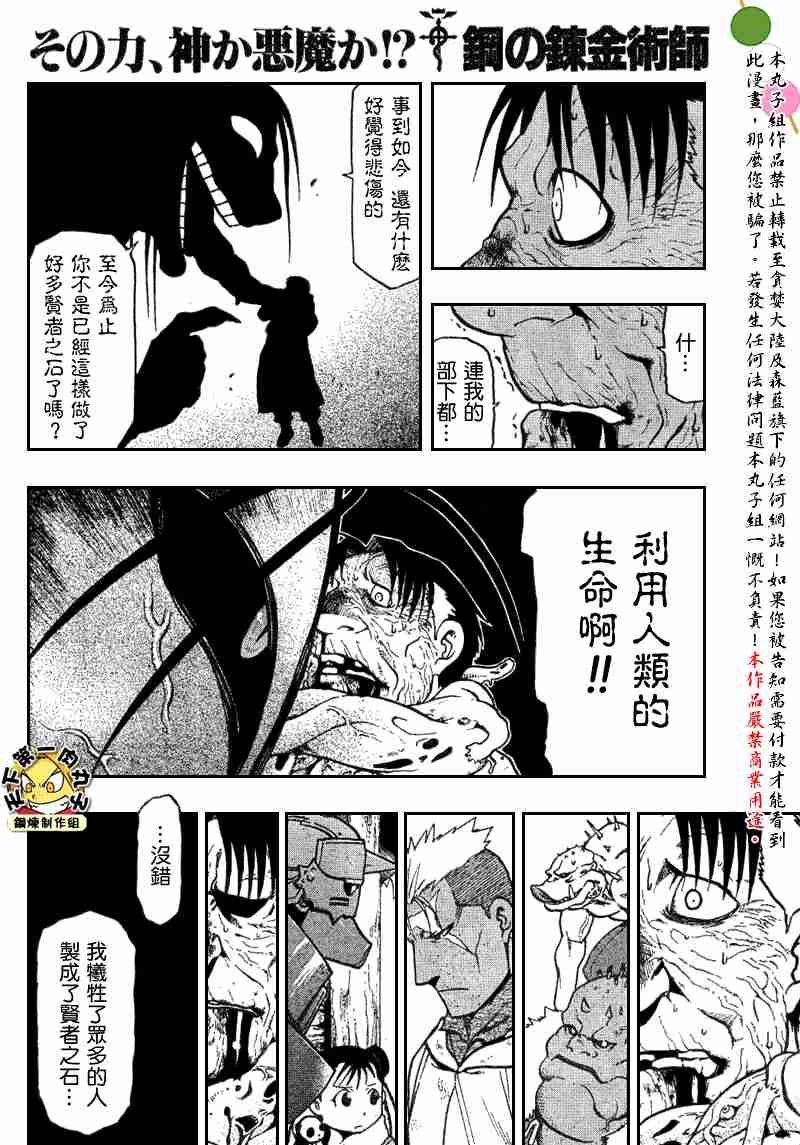 その力、神か悪魔か!?
鋼の錬金術師
什…
連我的
部下都…
事到如今 還有什麽
好覺得悲傷的
至今爲止
你不是已經這樣做了
好多賢者之石了嗎?
利用人類的
生命啊!!
…沒錯
我犧牲了眾多的人
製成了賢者之石…
本丸子組作品禁止轉載至貪婪大陸及森藍旗下的任何網站!如果您被告知需要付款才能看到
此漫畫,那麼您被騙了。若發生任何法律問題本丸子組一慨不負責!本作品嚴禁商業用途。
天下第一肉丸子
鋼煉制作組